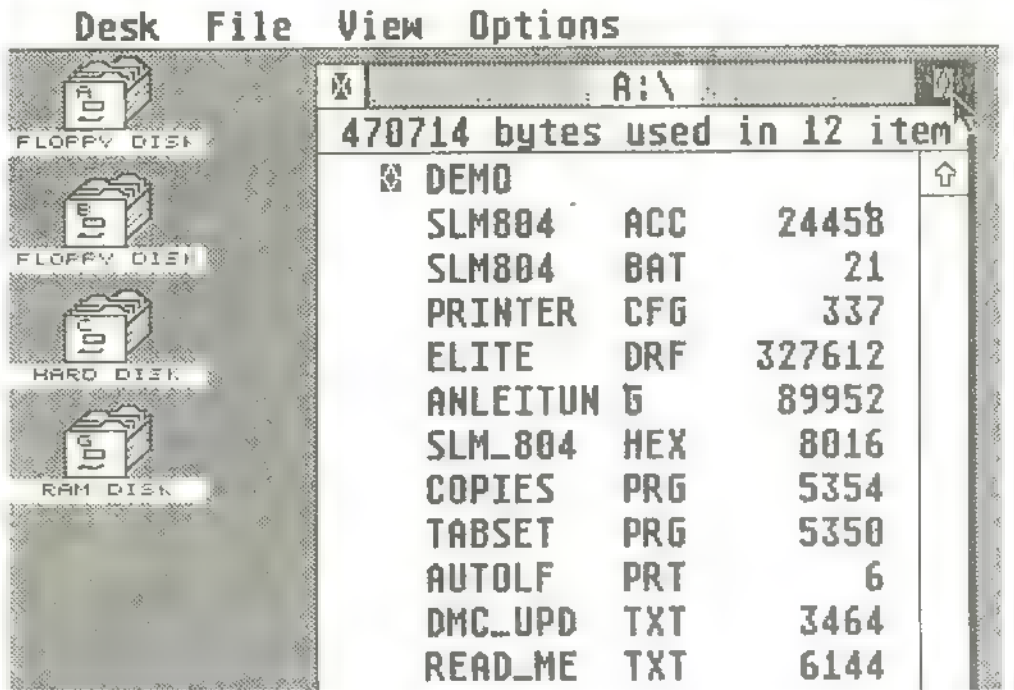 Desk File View Options
A
FLOPPY DISK
B
FLOPPY DISK
C
HARD DISK
G
RAM DISK
A:\
470714 bytes used in 12 item
DEMO
SLM804 ACC 24458
SLM804 BAT 21
PRINTER CFG 337
ELITE DRF 327612
ANLEITUN G 89952
SLM_804 HEX 8016
COPIES PRG 5354
TABSET PRG 5350
AUTOLF PRT 6
DMC_UPD TXT 3464
READ_ME TXT 6144